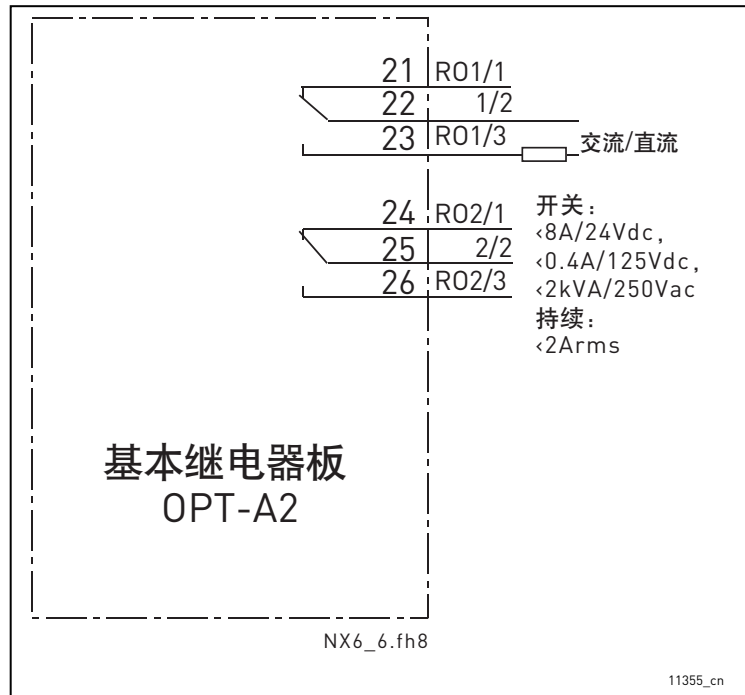 21 RO1/1
22 1/2
23 RO1/3
交流/直流
24 RO2/1
25 2/2
26 RO2/3
开关：
<8A/24Vdc，
<0.4A/125Vdc，
<2kVA/250Vac
持续：
<2Arms
基本继电器板
OPT-A2
NX6_6.fh8
11355_cn